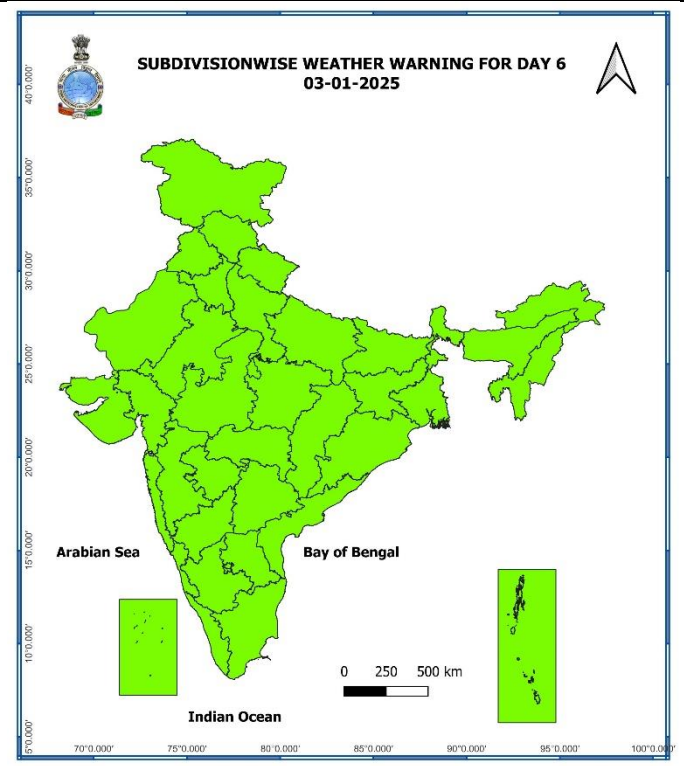 SUBDIVISIONWISE WEATHER WARNING FOR DAY 6
03-01-2025
40°0.000'
35°0.000'
30°0.000'
25°0.000'
20°0.000'
15°0.000'
10°0.000'
5°0.000'
Arabian Sea
Bay of Bengal
0 250 500 km
Indian Ocean
70°0.000' 75°0.000' 80°0.000' 85°0.000' 90°0.000' 95°0.000' 100°0.000'